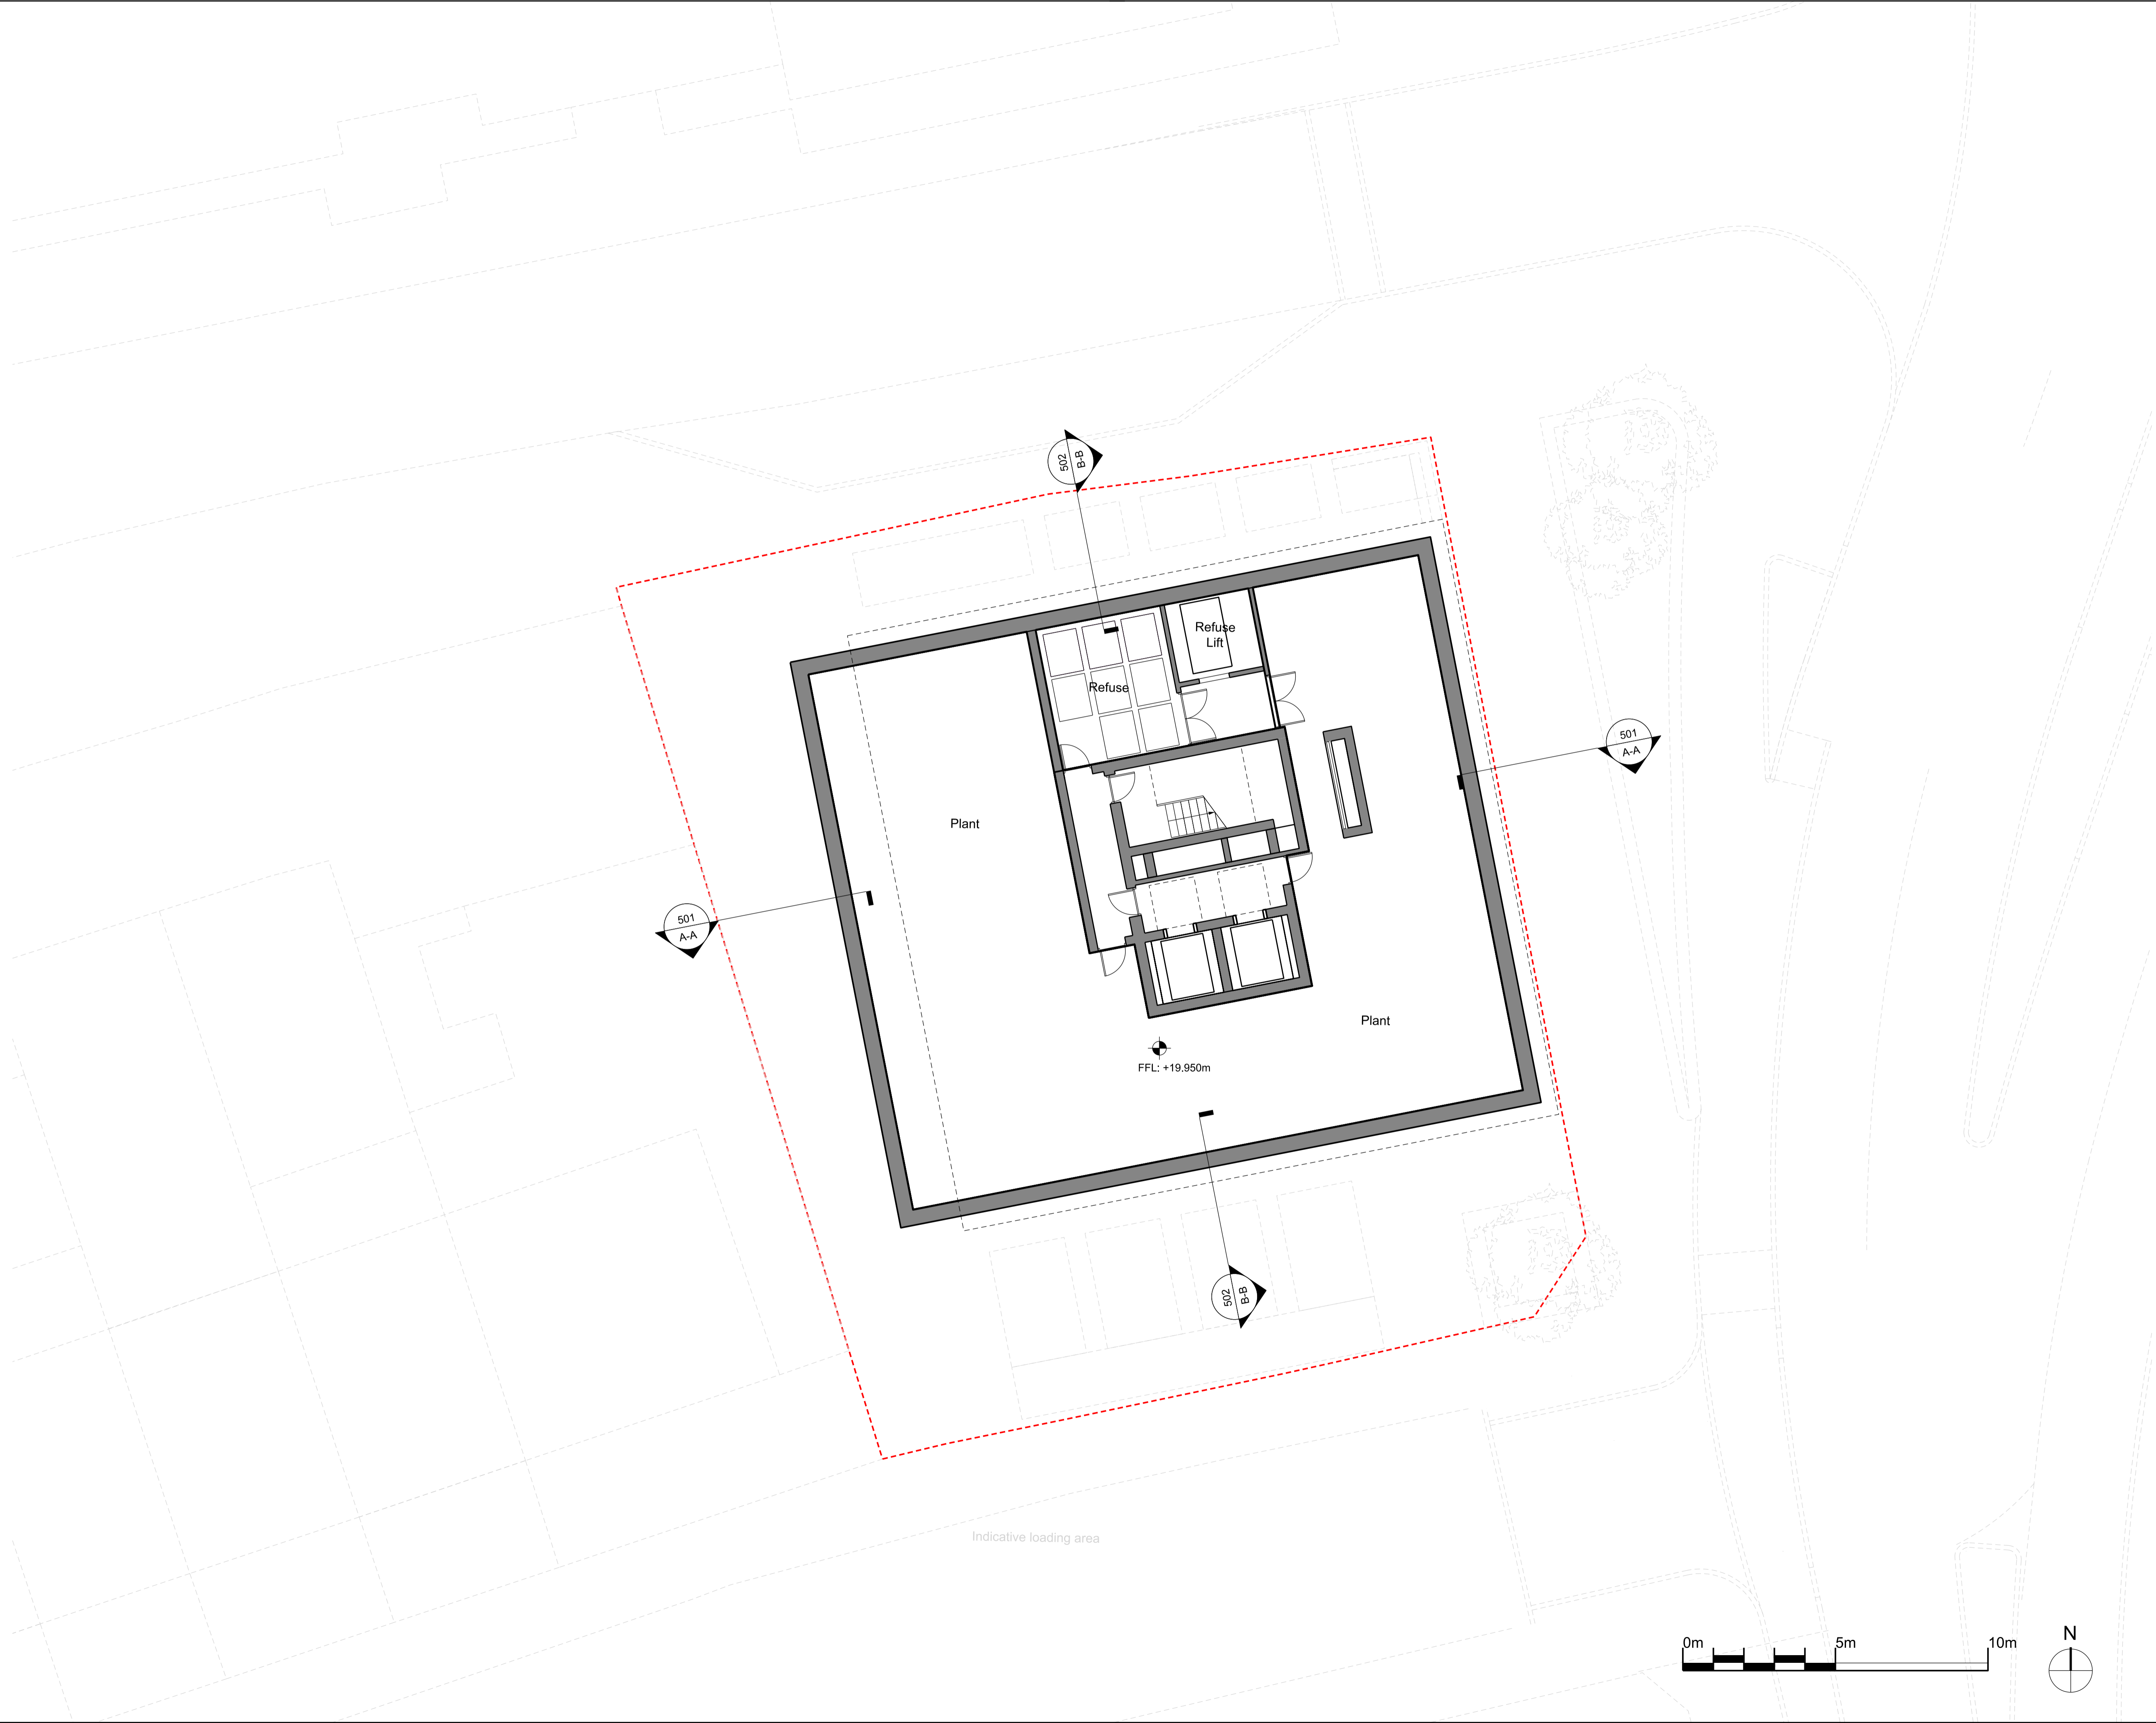 502
B-B
Refuse
Lift
Refuse
501
A-A
Plant
501
A-A
Plant
FFL: +19.950m
502
B-B
Indicative loading area
0m
5m
10m
N